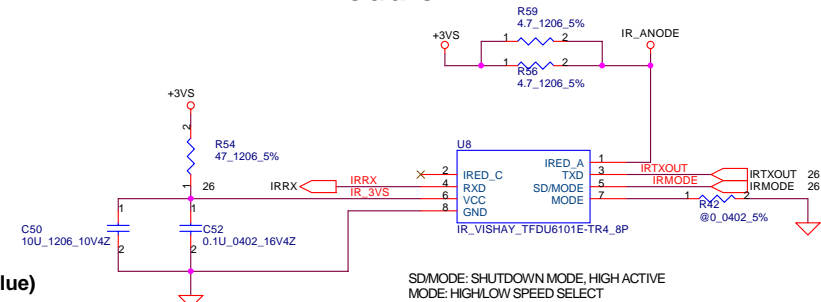 R59
4.7_1206_5%
+3VS
1 2
IR_ANODE
1 2
R56
4.7_1206_5%
+3VS
2
R54
47_1206_5%
1
26
IRRX
IRRX
IR_3VS
U8
2 IRED_C
4 RXD
6 VCC
8 GND
IRED_A 1
TXD 3
SD/MODE 5
MODE 7
IR_VISHAY_TFDU6101E-TR4_8P
IRTXOUT
IRMODE
IRTXOUT 26
IRMODE 26
1 2
R42
@0_0402_5%
C50
10U_1206_10V4Z
1
2
C52
0.1U_0402_16V4Z
1
2
lue)
SD/MODE: SHUTDOWN MODE, HIGH ACTIVE
MODE: HIGH/LOW SPEED SELECT